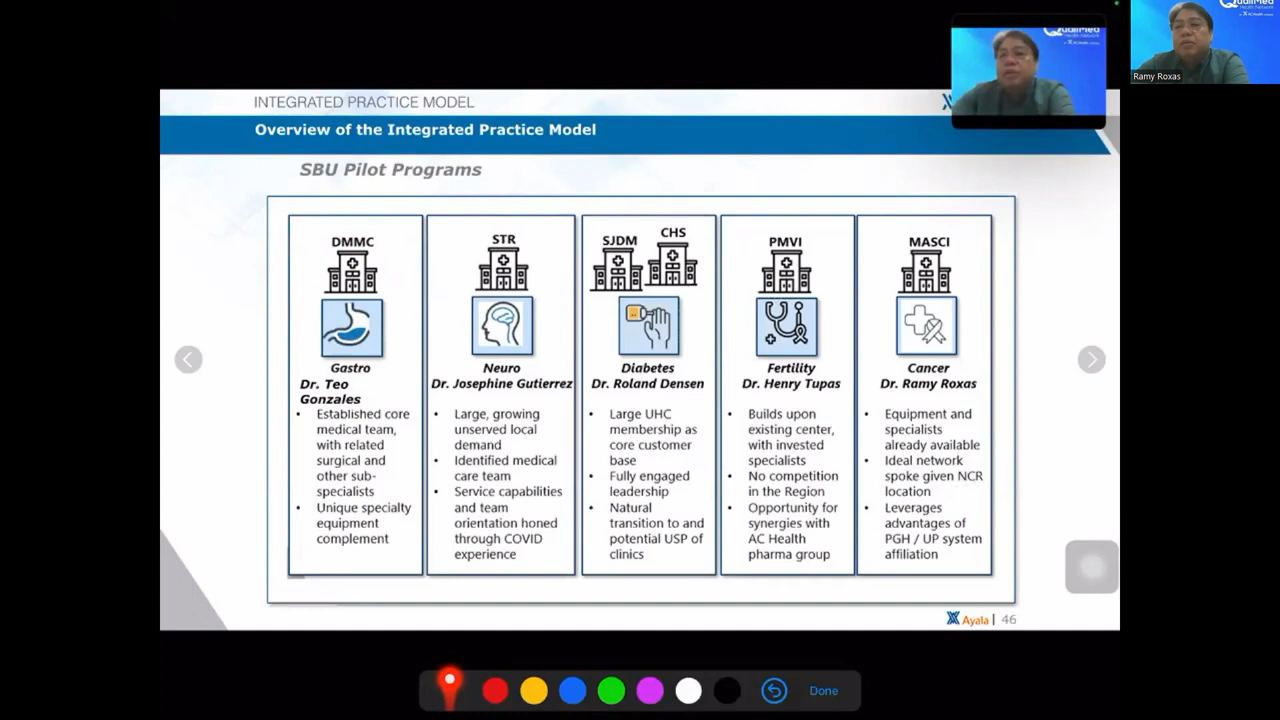 QualiMed
Health Network
QualiMed
Health Network
Ramy Roxas
INTEGRATED PRACTICE MODEL
Overview of the Integrated Practice Model
SBU Pilot Programs
DMMC
Gastro
Dr. Teo
Gonzales
• Established core
medical team,
with related
surgical and
other sub-
specialists
• Unique specialty
equipment
complement
STR
Neuro
Dr. Josephine Gutierrez
• Large, growing
unserved local
demand
• Identified medical
care team
• Service capabilities
and team
orientation honed
through COVID
experience
SJDM
CHS
Diabetes
Dr. Roland Densen
• Large UHC
membership as
core customer
base
• Fully engaged
leadership
• Natural
transition to and
potential USP of
clinics
PMVI
Fertility
Dr. Henry Tupas
• Builds upon
existing center,
with invested
specialists
• No competition
in the Region
• Opportunity for
synergies with
AC Health
pharma group
MASCI
Cancer
Dr. Ramy Roxas
• Equipment and
specialists
already available
• Ideal network
spoke given NCR
location
• Leverages
advantages of
PGH / UP system
affiliation
Ayala | 46
Done